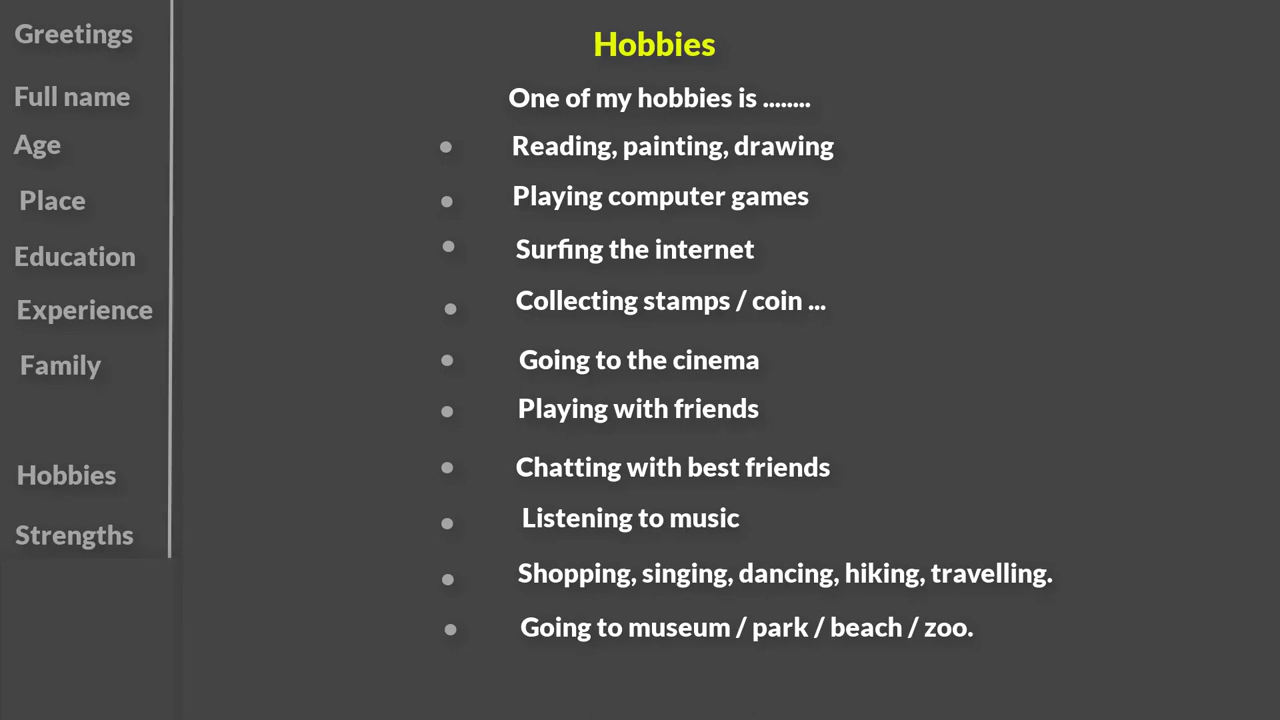 Greetings
Full name
Age
Place
Education
Experience
Family
Hobbies
Strengths
Hobbies
One of my hobbies is ........
Reading, painting, drawing
Playing computer games
Surfing the internet
Collecting stamps / coin ...
Going to the cinema
Playing with friends
Chatting with best friends
Listening to music
Shopping, singing, dancing, hiking, travelling.
Going to museum / park / beach / zoo.